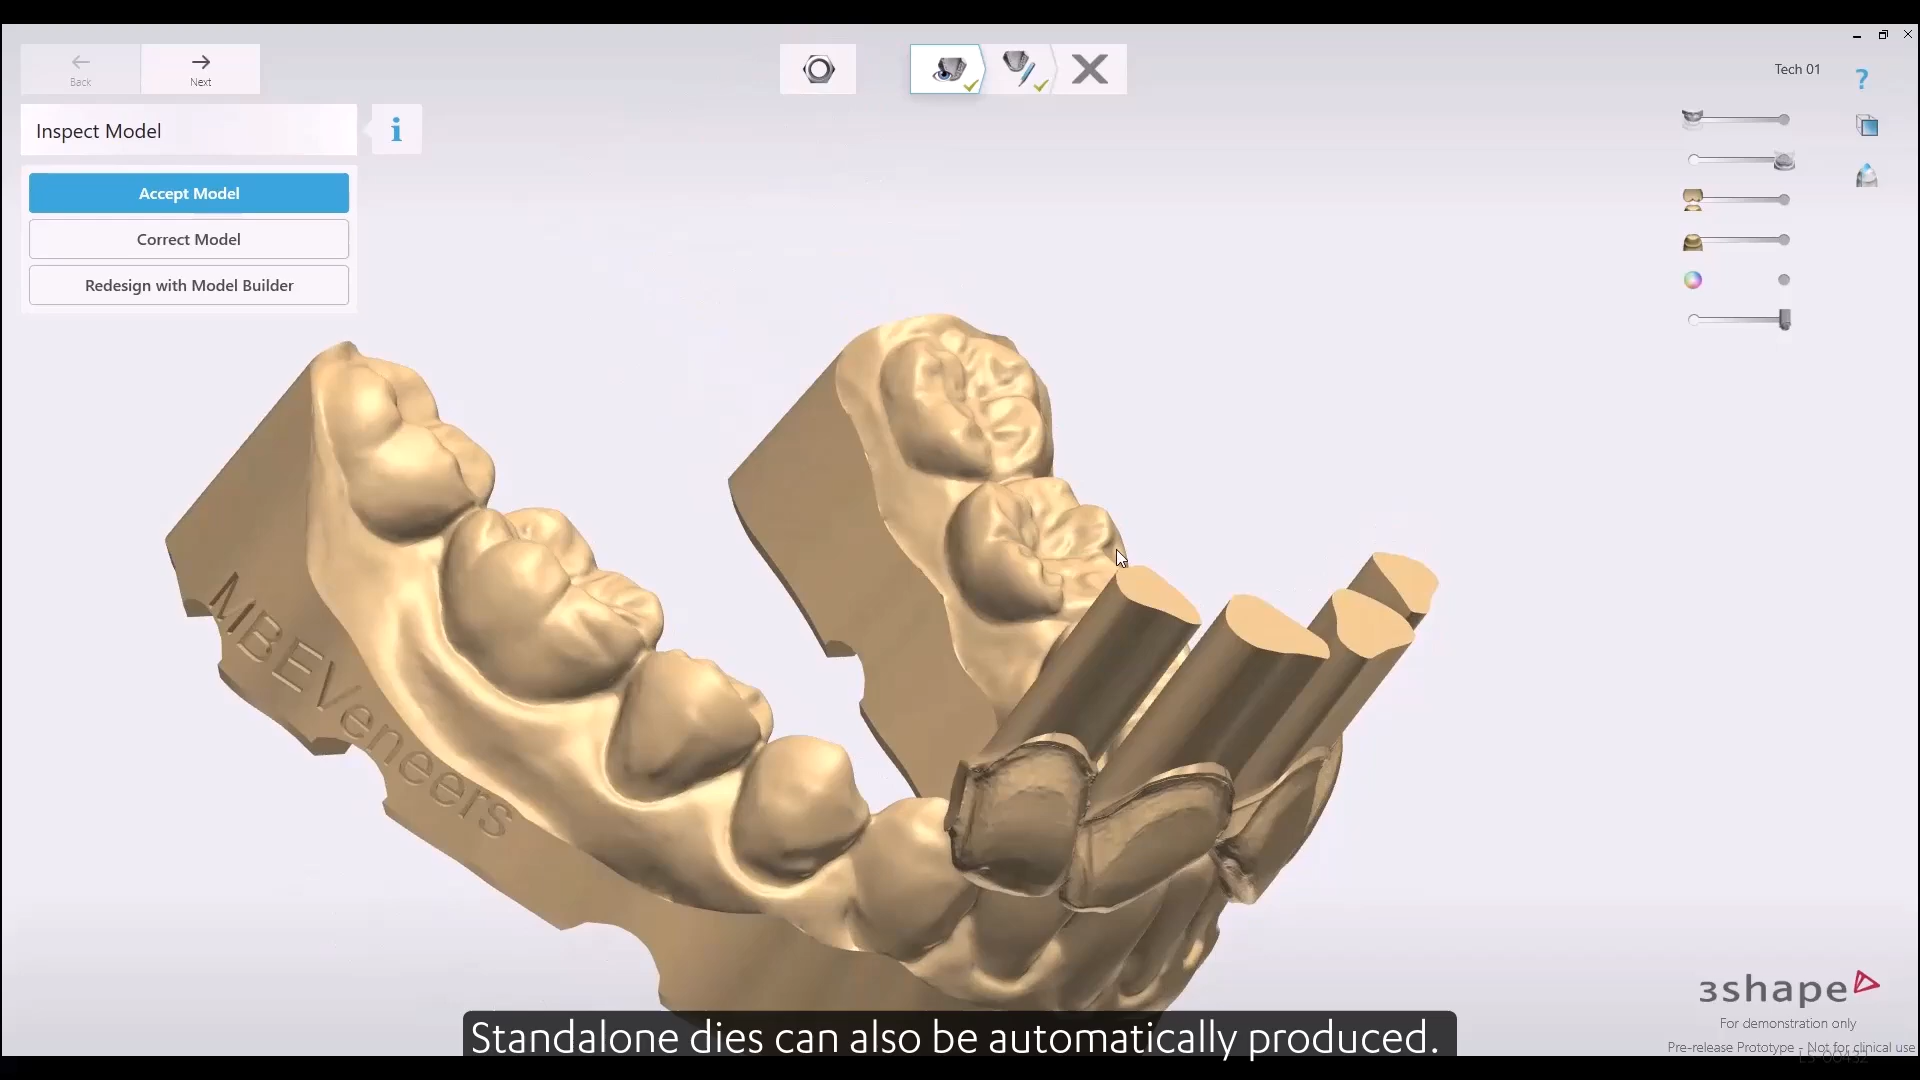 Back
Next
Tech 01
?
Inspect Model
i
Accept Model
Correct Model
Redesign with Model Builder
MBEVeneers
3shape
For demonstration only
Pre-release Prototype - Not for clinical use
Standalone dies can also be automatically produced.